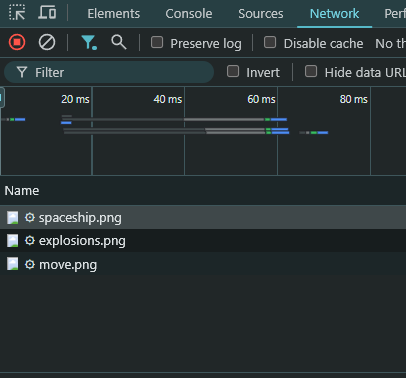 Elements Console Sources Network Per
Preserve log Disable cache No th
Filter Invert Hide data URL
20 ms 40 ms 60 ms 80 ms
Name
spaceship.png
explosions.png
move.png